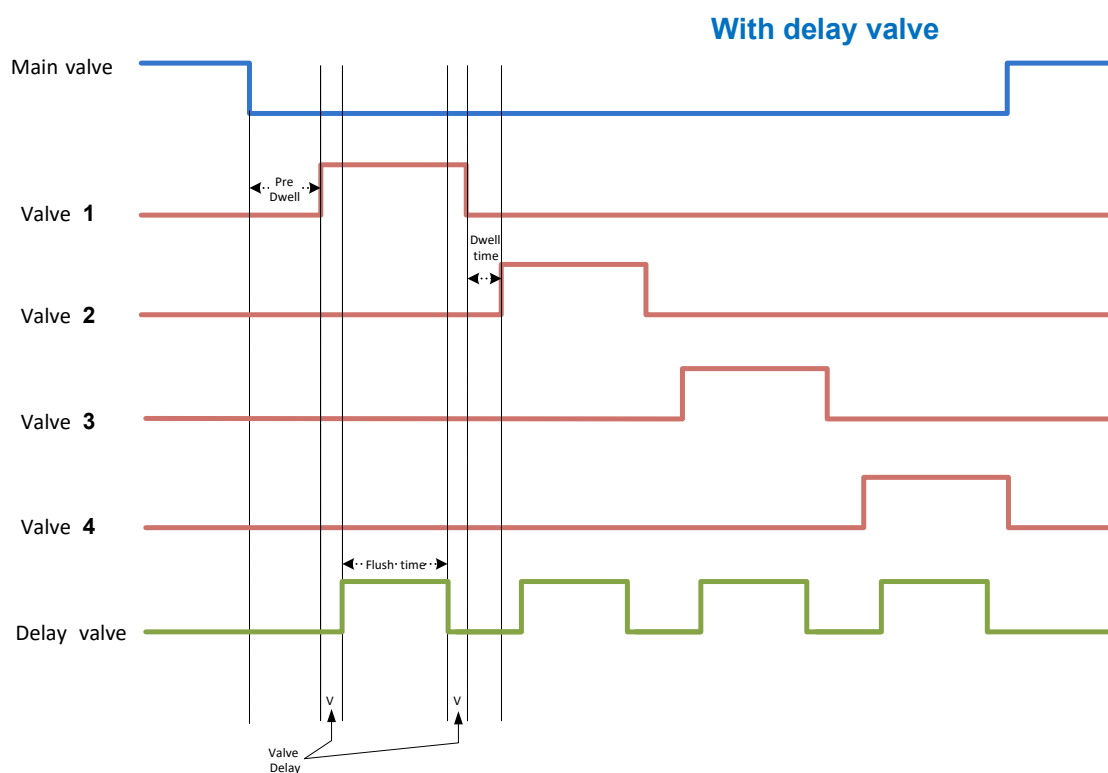 With delay valve
Main valve
Pre
Dwell
Valve 1
Dwell
time
Valve 2
Valve 3
Valve 4
Flush time
Delay valve
V
V
Valve
Delay